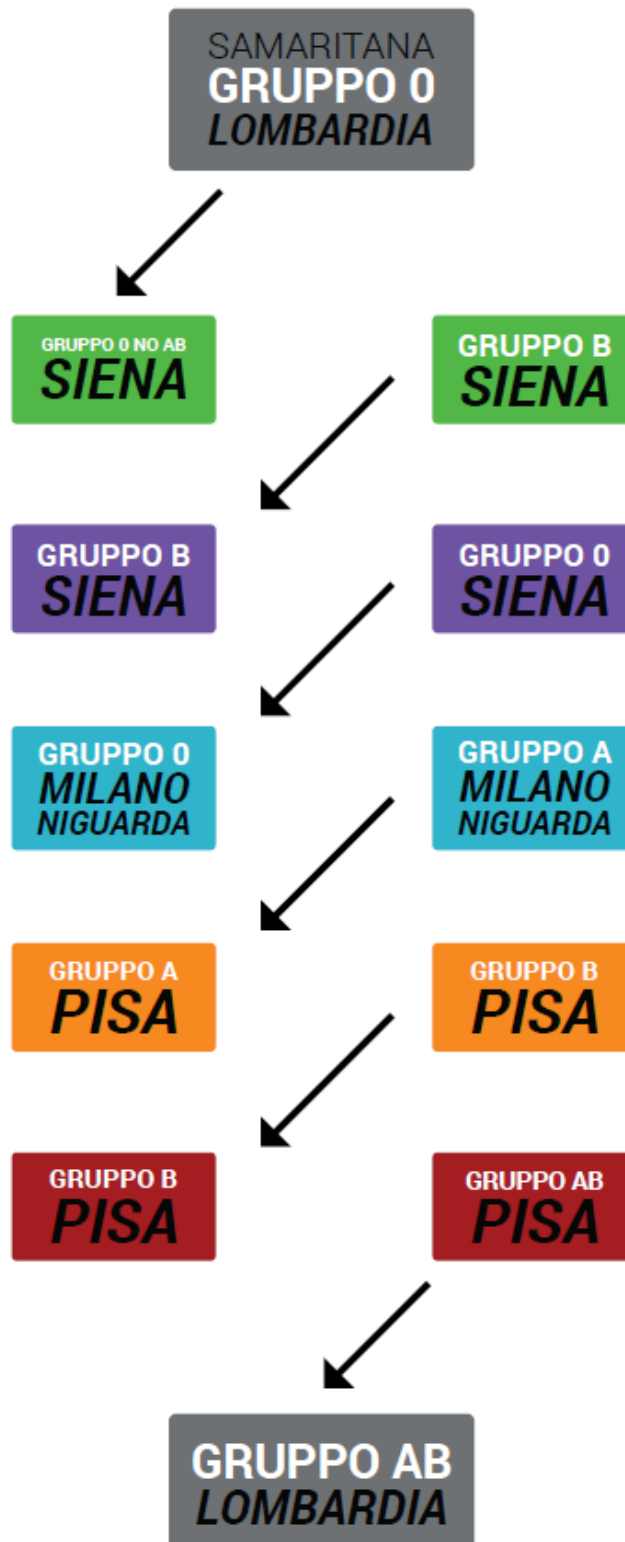 SAMARITANA
GRUPPO 0
LOMBARDIA
GRUPPO 0 NO AB
SIENA
GRUPPO B
SIENA
GRUPPO B
SIENA
GRUPPO 0
SIENA
GRUPPO 0
MILANO
NIGUARDA
GRUPPO A
MILANO
NIGUARDA
GRUPPO A
PISA
GRUPPO B
PISA
GRUPPO B
PISA
GRUPPO AB
PISA
GRUPPO AB
LOMBARDIA